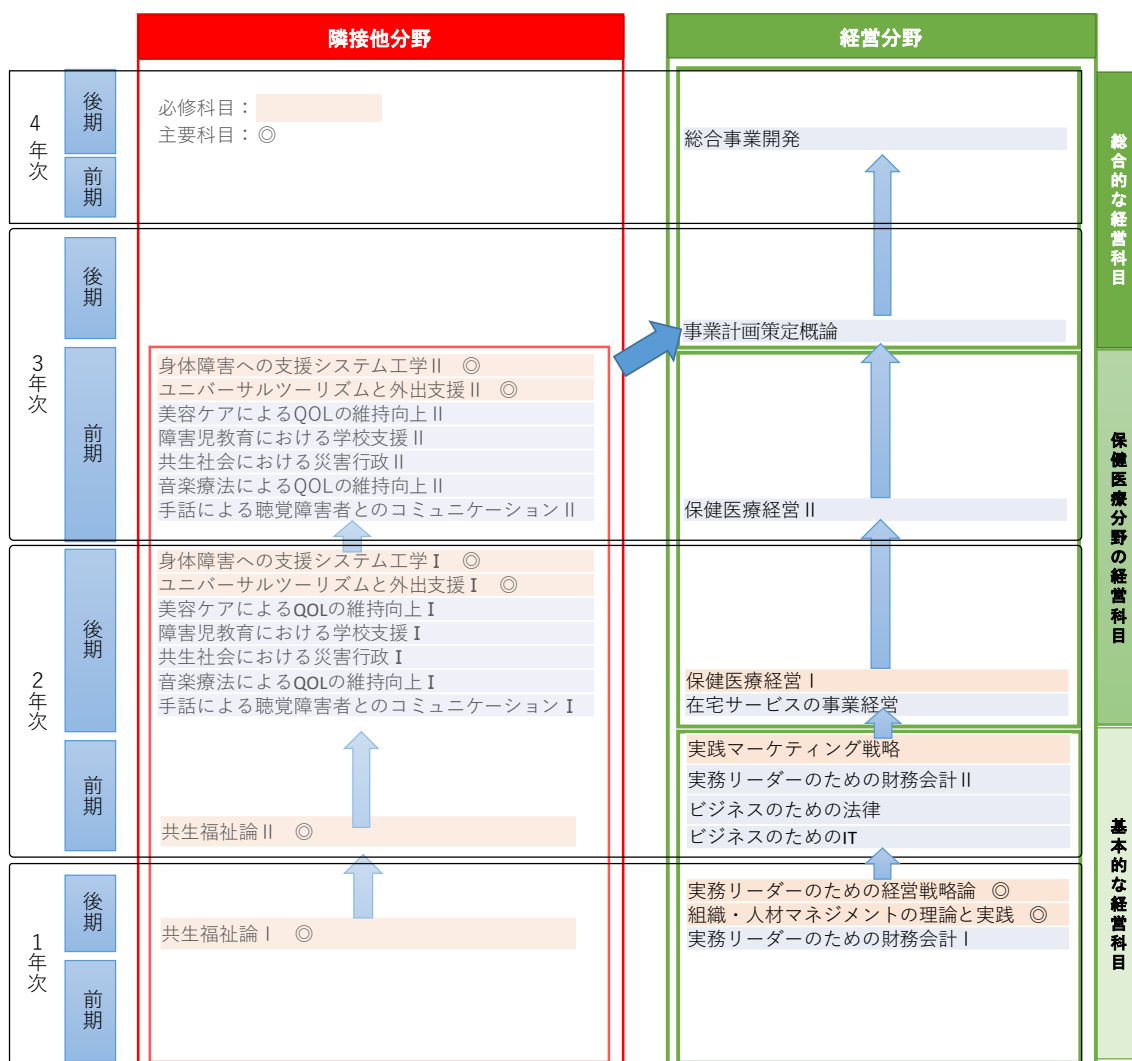 隣接他分野
経営分野
4年次
後期
前期
必修科目：
主要科目：◎
総合事業開発
総合的な経営科目
3年次
後期
前期
事業計画策定概論
身体障害への支援システム工学Ⅱ ◎
ユニバーサルツーリズムと外出支援Ⅱ ◎
美容ケアによるQOLの維持向上Ⅱ
障害児教育における学校支援Ⅱ
共生社会における災害行政Ⅱ
音楽療法によるQOLの維持向上Ⅱ
手話による聴覚障害者とのコミュニケーションⅡ
保健医療経営Ⅱ
保健医療分野の経営科目
2年次
後期
前期
身体障害への支援システム工学Ⅰ ◎
ユニバーサルツーリズムと外出支援Ⅰ ◎
美容ケアによるQOLの維持向上Ⅰ
障害児教育における学校支援Ⅰ
共生社会における災害行政Ⅰ
音楽療法によるQOLの維持向上Ⅰ
手話による聴覚障害者とのコミュニケーションⅠ
保健医療経営Ⅰ
在宅サービスの事業経営
実践マーケティング戦略
実務リーダーのための財務会計Ⅱ
ビジネスのための法律
ビジネスのためのIT
共生福祉論Ⅱ ◎
基本的な経営科目
1年次
後期
前期
共生福祉論Ⅰ ◎
実務リーダーのための経営戦略論 ◎
組織・人材マネジメントの理論と実践 ◎
実務リーダーのための財務会計Ⅰ